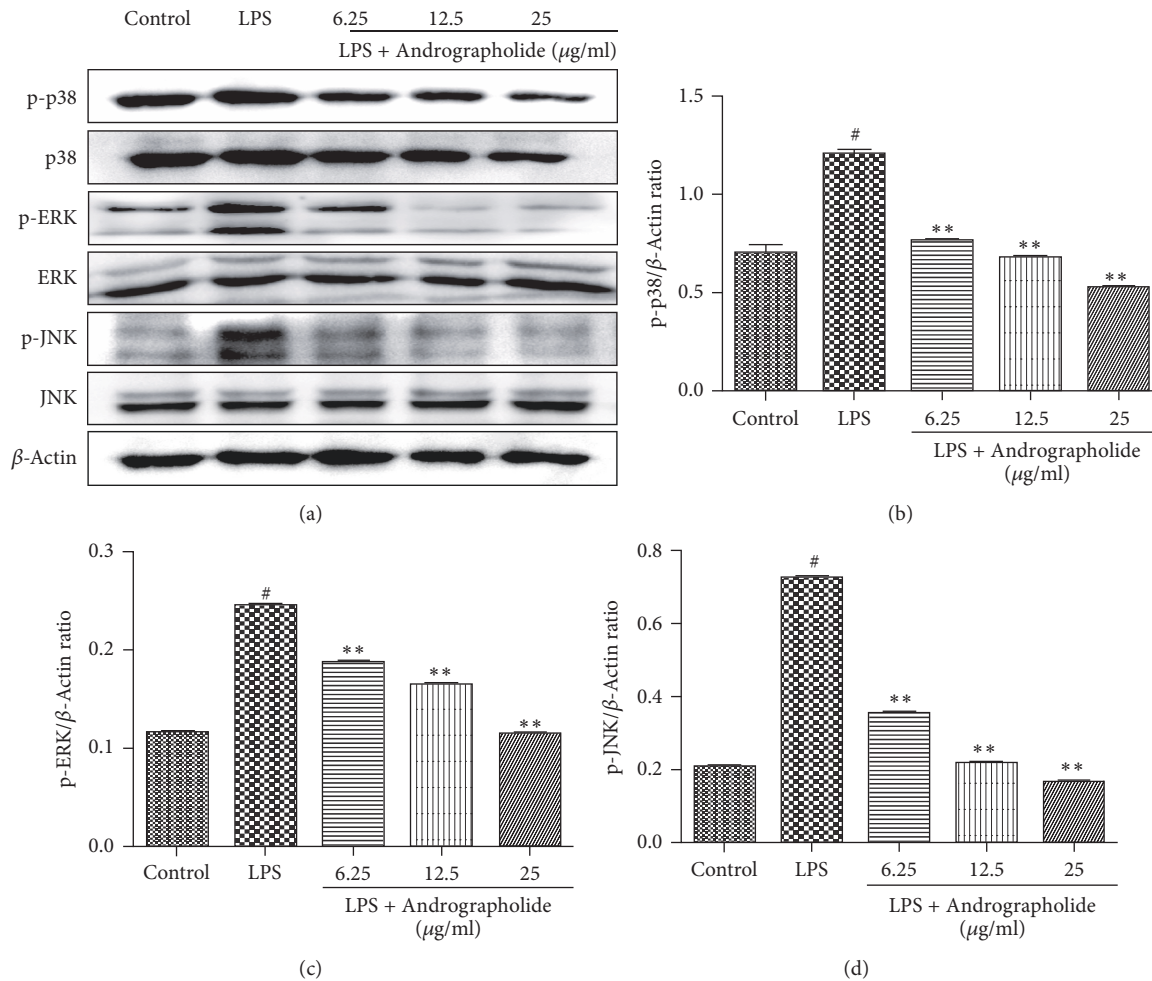 Control LPS 6.25 12.5 25
LPS + Andrographolide (μg/ml)
p-p38
p38
p-ERK
ERK
p-JNK
JNK
β-Actin
(a)
p-p38/β-Actin ratio
1.5
1.0
0.5
0.0
#
**
**
**
Control LPS 6.25 12.5 25
LPS + Andrographolide
(μg/ml)
(b)
p-ERK/β-Actin ratio
0.3
0.2
0.1
0.0
#
**
**
**
Control LPS 6.25 12.5 25
LPS + Andrographolide
(μg/ml)
(c)
p-JNK/β-Actin ratio
0.8
0.6
0.4
0.2
0.0
#
**
**
**
Control LPS 6.25 12.5 25
LPS + Andrographolide
(μg/ml)
(d)